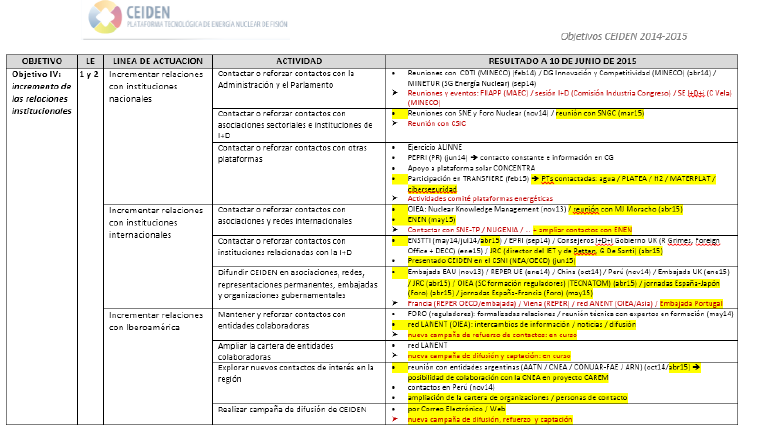 CEIDEN
PLATAFORMA TECNOLÓGICA DE ENERGÍA NUCLEAR DE FISIÓN
Objetivos CEIDEN 2014-2015
OBJETIVO LE LINEA DE ACTUACION ACTIVIDAD RESULTADO A 10 DE JUNIO DE 2015
Objetivo IV: incremento de las relaciones institucionales
1 y 2
Incrementar relaciones con instituciones nacionales
Contactar o reforzar contactos con la
Administración y el Parlamento
• Reuniones con CDTI (MINECO) (feb14) / DG Innovación y Competitividad (MINECO) (abr14) /
MINETUR (SG Energía Nuclear) (sep14)
➤ Reuniones y eventos: FIIAPP (MAEC) / sesión I+D (Comisión Industria Congreso) / SE I+D+i (C Vela)
(MINECO)
Contactar o reforzar contactos con
asociaciones sectoriales e instituciones de
I+D
• Reuniones con SNE y Foro Nuclear (nov14) / reunión con SNGC (mar15)
➤ Reunión con CSIC
Contactar o reforzar contactos con otras
plataformas
• Ejercicio ALINNE
• PEPRI (PR) (jun14) → contacto constante e información en CG
• Apoyo a plataforma solar CONCENTRA
• Participación en TRANSFIERE (feb15) → PTs contactadas: agua / PLATEA / H2 / MATERPLAT /
ciberseguridad
➤ Actividades comité plataformas energéticas
Incrementar relaciones
con instituciones
internacionales
Contactar o reforzar contactos con
asociaciones y redes internacionales
• OIEA: Nuclear Knowledge Management (nov13) / reunión con MJ Moracho (abr15)
• ENEN (may15)
➤ Contactar con SNE-TP / NUGENIA / ... + ampliar contactos con ENEN
Contactar o reforzar contactos con
instituciones relacionadas con la I+D
• ENSTTI (may14/jul14/abr15) / EPRI (sep14) / Consejeros I+D+i Gobierno UK (R Grimes, Foreign
Office + DECC) (ene15) / JRC (director del IET y de Petten, G De Santi) (abr15)
• Presentado CEIDEN en el CSNI (NEA/OECD) (jun15)
Difundir CEIDEN en asociaciones, redes,
representaciones permanentes, embajadas
y organizaciones gubernamentales
• Embajada EAU (nov13) / REPER UE (ene14) / China (oct14) / Perú (nov14) / Embajada UK (ene15)
/ JRC (abr15) / OIEA (SC formación reguladores) (TECNATOM) (abr15) / jornadas España-Japón
(Foro) (abr15) / jornadas España-Francia (Foro) (may15)
➤ Francia (REPER OECD/embajada) / Viena (REPER) / red ANENT (OIEA/Asia) / Embajada Portugal
Incrementar relaciones
con Iberoamérica
Mantener y reforzar contactos con
entidades colaboradoras
• FORO (reguladores): formalizadas relaciones / reunión técnica con expertos en formación (may14)
• red LANENT (OIEA): intercambios de información / noticias / difusión
➤ nueva campaña de refuerzo de contactos: en curso
Ampliar la cartera de entidades
colaboradoras
• red LANENT
➤ nueva campaña de difusión y captación: en curso
Explorar nuevos contactos de interés en la
región
• reunión con entidades argentinas (AATN / CNEA / CONUAR-FAE / ARN) (oct14/abr15) →
posibilidad de colaboración con la CNEA en proyecto CAREM
• contactos en Perú (nov14)
• ampliación de la cartera de organizaciones / personas de contacto
Realizar campaña de difusión de CEIDEN
• por Correo Electrónico / Web
➤ nueva campaña de difusión, refuerzo y captación